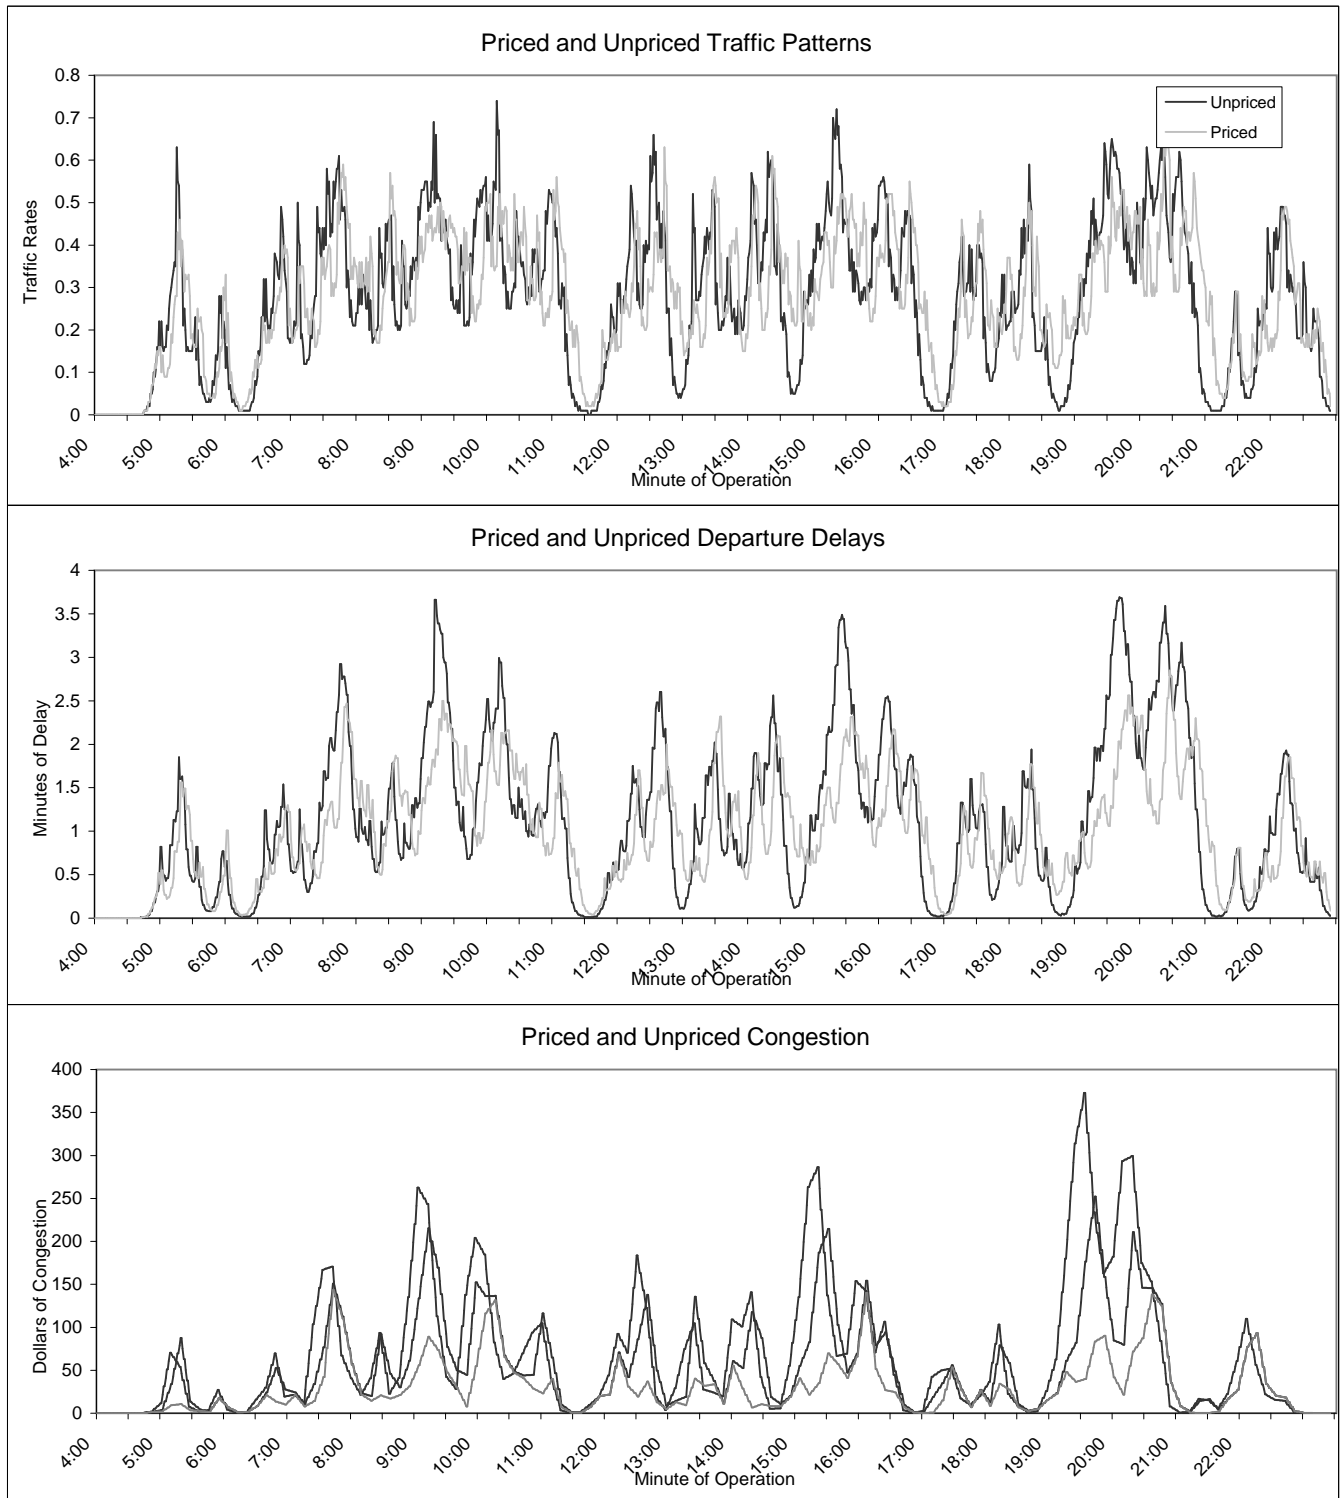 Priced and Unpriced Traffic Patterns
0.8
0.7
0.6
0.5
0.4
0.3
0.2
0.1
0
Traffic Rates
Unpriced
Priced
4:00 5:00 6:00 7:00 8:00 9:00 10:00 11:00 12:00 13:00 14:00 15:00 16:00 17:00 18:00 19:00 20:00 21:00 22:00
Minute of Operation
Priced and Unpriced Departure Delays
4
3.5
3
2.5
2
1.5
1
0.5
0
Minutes of Delay
4:00 5:00 6:00 7:00 8:00 9:00 10:00 11:00 12:00 13:00 14:00 15:00 16:00 17:00 18:00 19:00 20:00 21:00 22:00
Minute of Operation
Priced and Unpriced Congestion
400
350
300
250
200
150
100
50
0
Dollars of Congestion
4:00 5:00 6:00 7:00 8:00 9:00 10:00 11:00 12:00 13:00 14:00 15:00 16:00 17:00 18:00 19:00 20:00 21:00 22:00
Minute of Operation